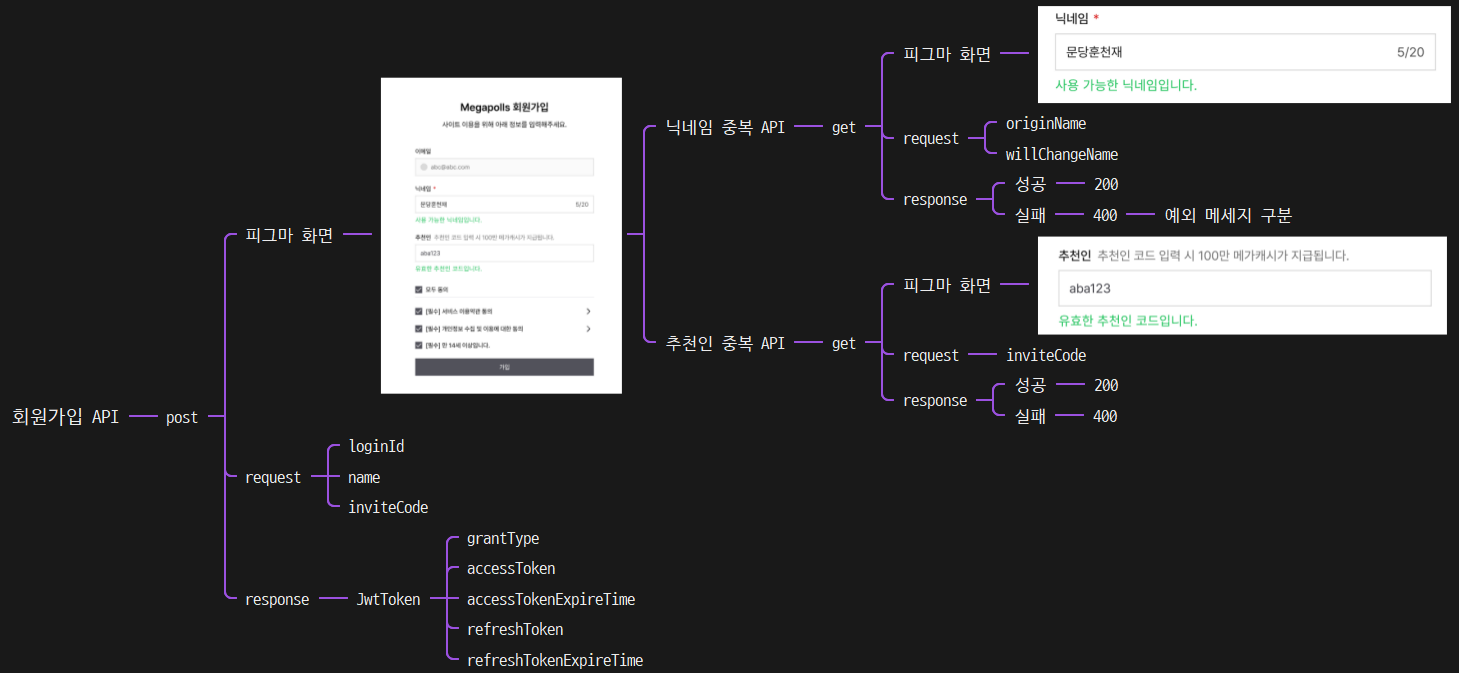 회원가입 API
post
피그마 화면
Megapolls 회원가입
사이트 이용을 위해 아래 정보를 입력해주세요.
이메일
abc@abc.com
닉네임 *
문당훈천재 5/20
사용 가능한 닉네임입니다.
추천인 추천인 코드 입력 시 100만 메가캐시가 지급됩니다.
aba123
유효한 추천인 코드입니다.
모두 동의
[필수] 서비스 이용약관 동의
[필수] 개인정보 수집 및 이용에 대한 동의
[필수] 만 14세 이상입니다.
가입
닉네임 중복 API
get
피그마 화면
닉네임 *
문당훈천재 5/20
사용 가능한 닉네임입니다.
request
originName
willChangeName
response
성공 200
실패 400 예외 메세지 구분
추천인 중복 API
get
피그마 화면
추천인 추천인 코드 입력 시 100만 메가캐시가 지급됩니다.
aba123
유효한 추천인 코드입니다.
request
inviteCode
response
성공 200
실패 400
request
loginId
name
inviteCode
response
JwtToken
grantType
accessToken
accessTokenExpireTime
refreshToken
refreshTokenExpireTime